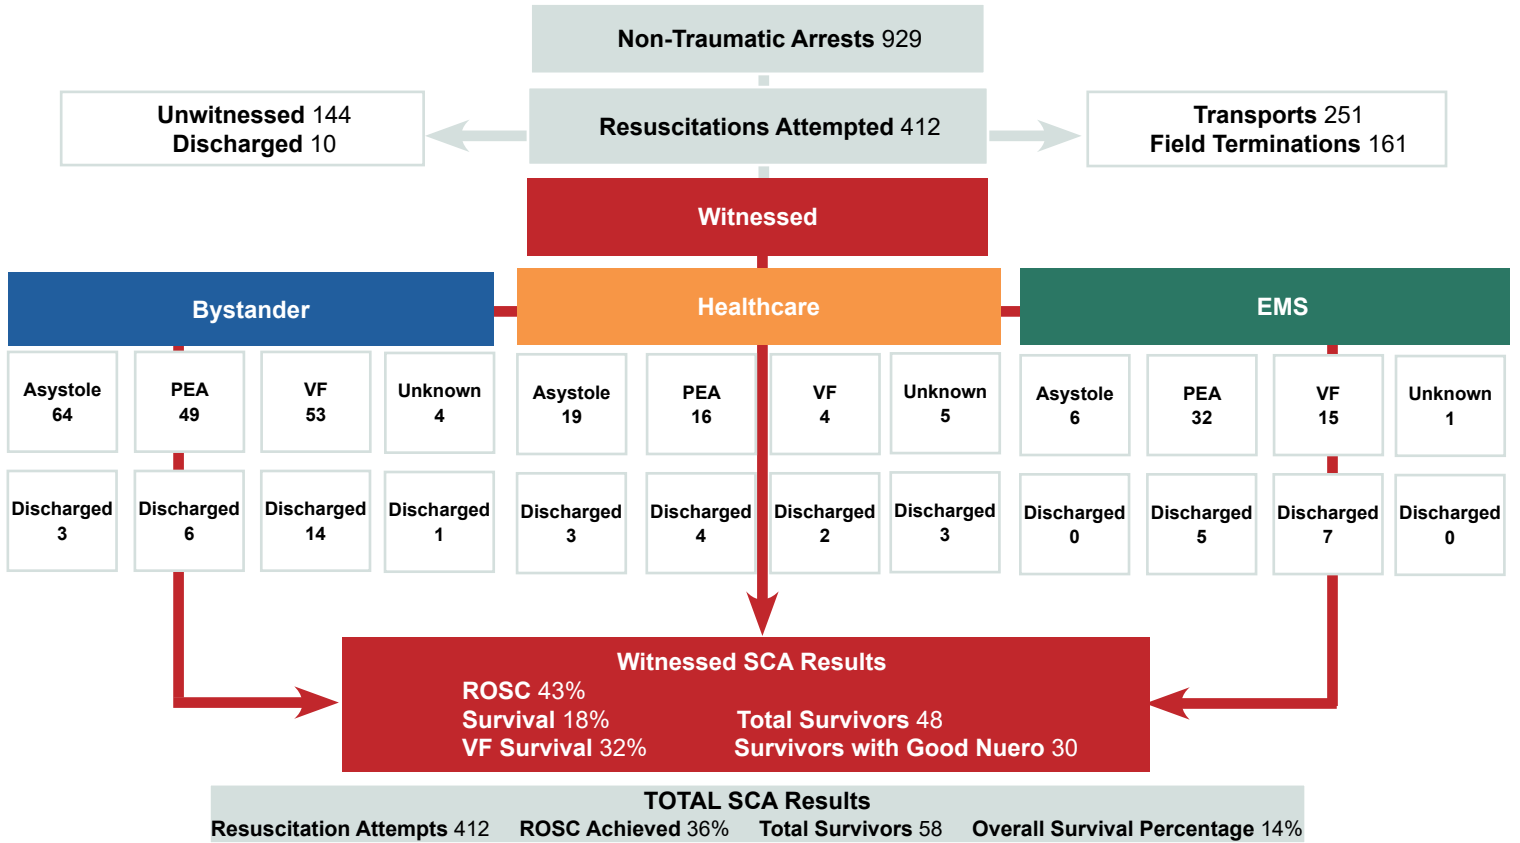 Non-Traumatic Arrests 929
Unwitnessed 144
Discharged 10
Resuscitations Attempted 412
Transports 251
Field Terminations 161
Witnessed
Bystander
Healthcare
EMS
Asystole
64
PEA
49
VF
53
Unknown
4
Asystole
19
PEA
16
VF
4
Unknown
5
Asystole
6
PEA
32
VF
15
Unknown
1
Discharged
3
Discharged
6
Discharged
14
Discharged
1
Discharged
3
Discharged
4
Discharged
2
Discharged
3
Discharged
0
Discharged
5
Discharged
7
Discharged
0
Witnessed SCA Results
ROSC 43%
Survival 18% Total Survivors 48
VF Survival 32% Survivors with Good Nuero 30
TOTAL SCA Results
Resuscitation Attempts 412 ROSC Achieved 36% Total Survivors 58 Overall Survival Percentage 14%